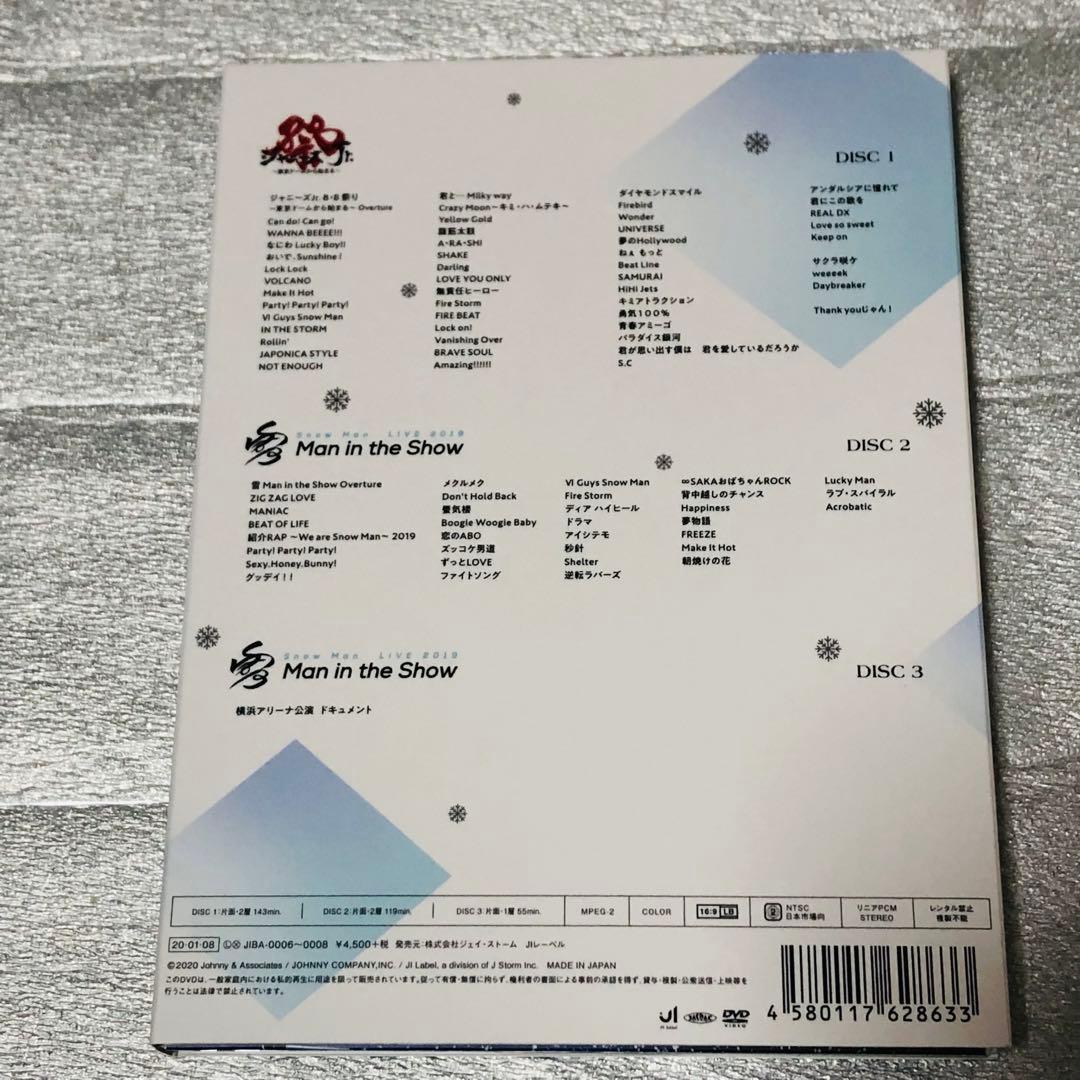 ジャニーズJr.
～東京ドームから始まる～
DISC 1
ジャニーズJr. 8・8 祭り
～東京ドームから始まる～ Overture
Can do! Can go!
WANNA BEEEE!!!
なにわ Lucky Boy!!
おいで、Sunshine!
Lock Lock
VOLCANO
Make It Hot
Party! Party! Party!
VI Guys Snow Man
IN THE STORM
Rollin'
JAPONICA STYLE
NOT ENOUGH
君と… Milky way
Crazy Moon～キミ・ハ・ムテキ～
Yellow Gold
腹筋太鼓
A・RA・SHI
SHAKE
Darling
LOVE YOU ONLY
無責任ヒーロー
Fire Storm
FIRE BEAT
Lock on!
Vanishing Over
BRAVE SOUL
Amazing!!!!!!
ダイヤモンドスマイル
Firebird
Wonder
UNIVERSE
夢のHollywood
ねぇ もっと
Beat Line
SAMURAI
HiHi Jets
キミアトラクション
勇気100％
青春アミーゴ
パラダイス銀河
君が思い出す僕は 君を愛しているだろうか
S.C
アンダルシアに憧れて
君にこの歌を
REAL DX
Love so sweet
Keep on
サクラ咲ケ
weeeek
Daybreaker
Thank youじゃん!
Snow Man LIVE 2019
Man in the Show
DISC 2
雪 Man in the Show Overture
ZIG ZAG LOVE
MANIAC
BEAT OF LIFE
紹介RAP ～We are Snow Man～ 2019
Party! Party! Party!
Sexy.Honey.Bunny!
グッデイ！！
メクルメク
Don't Hold Back
蜃気楼
Boogie Woogie Baby
恋のABO
ズッコケ男道
ずっとLOVE
ファイトソング
VI Guys Snow Man
Fire Storm
ディア ハイヒール
ドラマ
アイシテモ
秒針
Shelter
逆転ラバーズ
∞SAKAおばちゃんROCK
背中越しのチャンス
Happiness
夢物語
FREEZE
Make It Hot
朝焼けの花
Lucky Man
ラブ・スパイラル
Acrobatic
Snow Man LIVE 2019
Man in the Show
DISC 3
横浜アリーナ公演 ドキュメント
DISC 1：片面・2層 143min.
DISC 2：片面・2層 119min.
DISC 3：片面・1層 55min.
MPEG-2
COLOR
16:9 LB
2 NTSC
日本市場向
リニアPCM
STEREO
レンタル禁止
複製不能
20・01・08 JIBA-0006～0008 ¥4,500+税 発売元：株式会社ジェイ・ストーム JIレーベル
©2020 Johnny & Associates / JOHNNY COMPANY,INC. / JI Label, a division of J Storm Inc. MADE IN JAPAN
このDVDは、一般家庭内における私的再生に用途を限って販売されています。従って有償・無償に拘らず、権利者の書面による事前の承諾を得ず、貸与・複製・公衆送信・上映等を
行うことは法律で禁止されています。
JI label
DVD
VIDEO
4 580117 628633